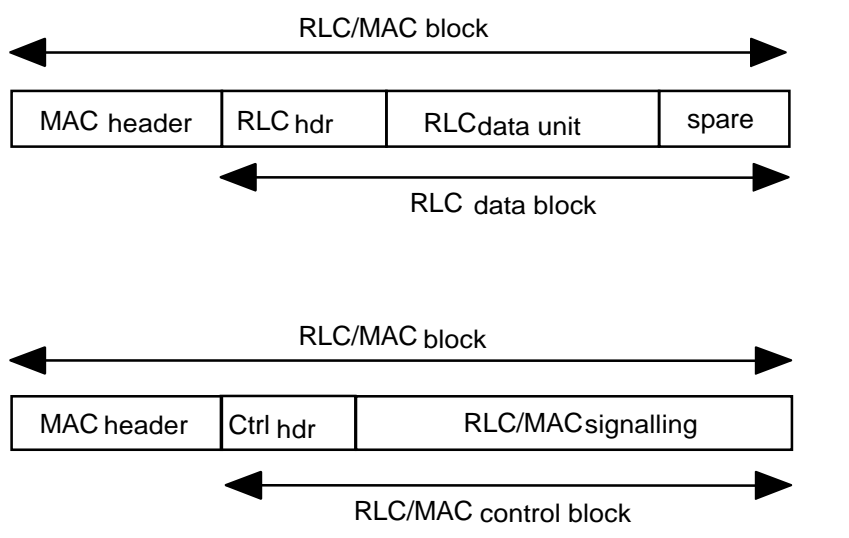 RLC/MAC block
MAC header RLC hdr RLC data unit spare
RLC data block
RLC/MAC block
MAC header Ctrl hdr RLC/MAC signalling
RLC/MAC control block